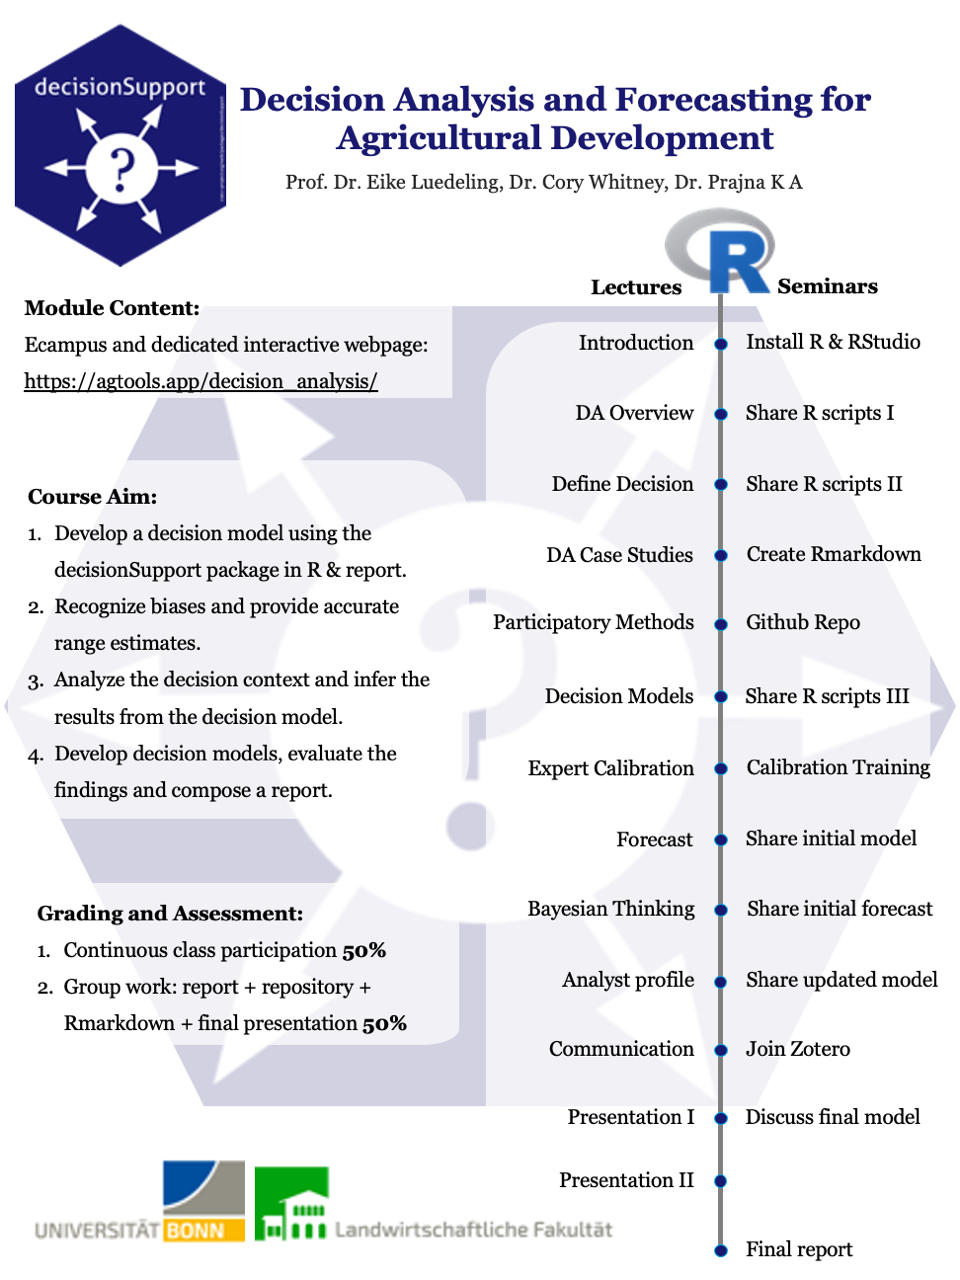 decisionSupport
?
Decision Analysis and Forecasting for
Agricultural Development
Prof. Dr. Eike Luedeling, Dr. Cory Whitney, Dr. Prajna K A
R
Module Content:
Ecampus and dedicated interactive webpage:
https://agtools.app/decision_analysis/
Course Aim:
1. Develop a decision model using the
decisionSupport package in R & report.
2. Recognize biases and provide accurate
range estimates.
3. Analyze the decision context and infer the
results from the decision model.
4. Develop decision models, evaluate the
findings and compose a report.
Grading and Assessment:
1. Continuous class participation 50%
2. Group work: report + repository +
Rmarkdown + final presentation 50%
Lectures Seminars
Introduction Install R & RStudio
DA Overview Share R scripts I
Define Decision Share R scripts II
DA Case Studies Create Rmarkdown
Participatory Methods Github Repo
Decision Models Share R scripts III
Expert Calibration Calibration Training
Forecast Share initial model
Bayesian Thinking Share initial forecast
Analyst profile Share updated model
Communication Join Zotero
Presentation I Discuss final model
Presentation II
Final report
?
UNIVERSITÄT BONN
Landwirtschaftliche Fakultät